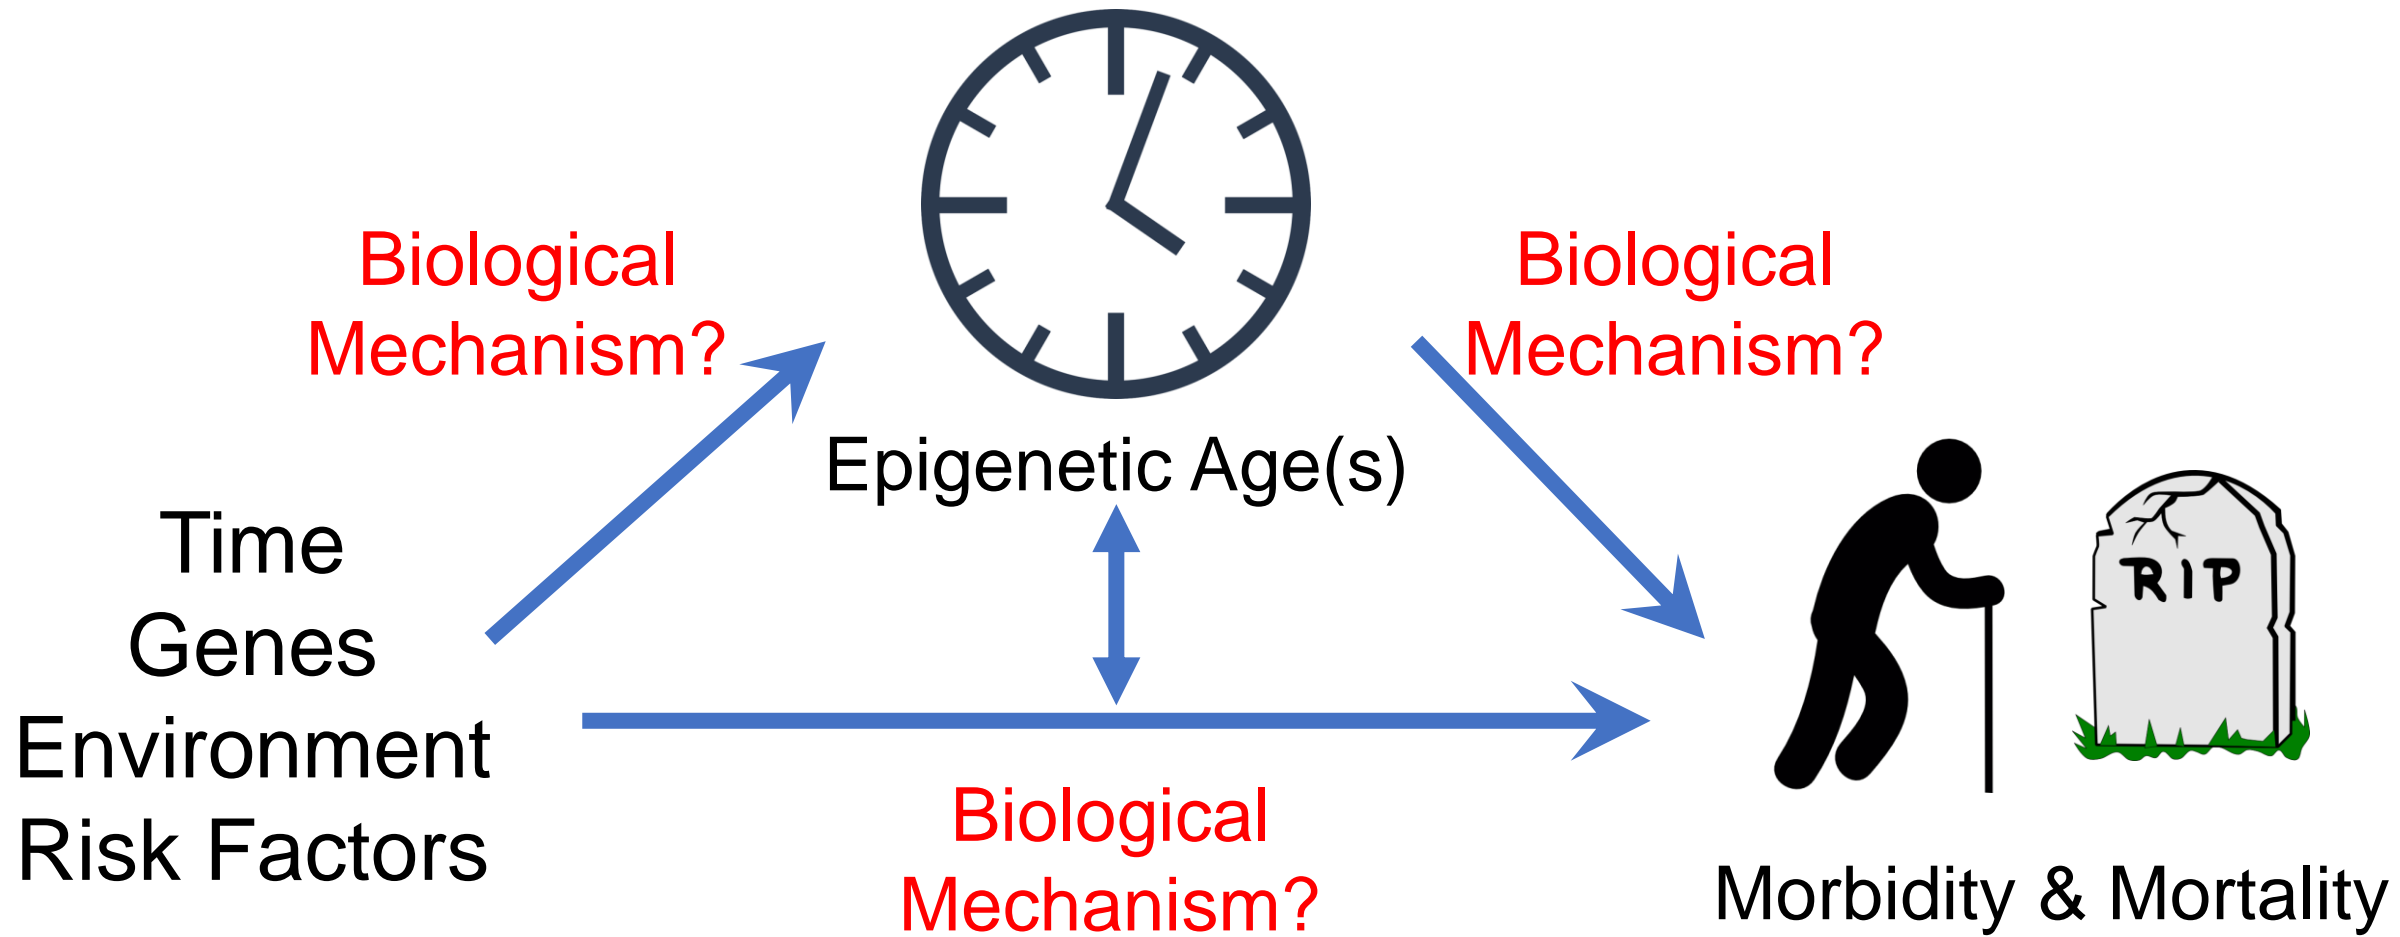 Biological
Mechanism?
Biological
Mechanism?
Epigenetic Age(s)
Time
Genes
Environment
Risk Factors
RIP
Biological
Mechanism?
Morbidity & Mortality